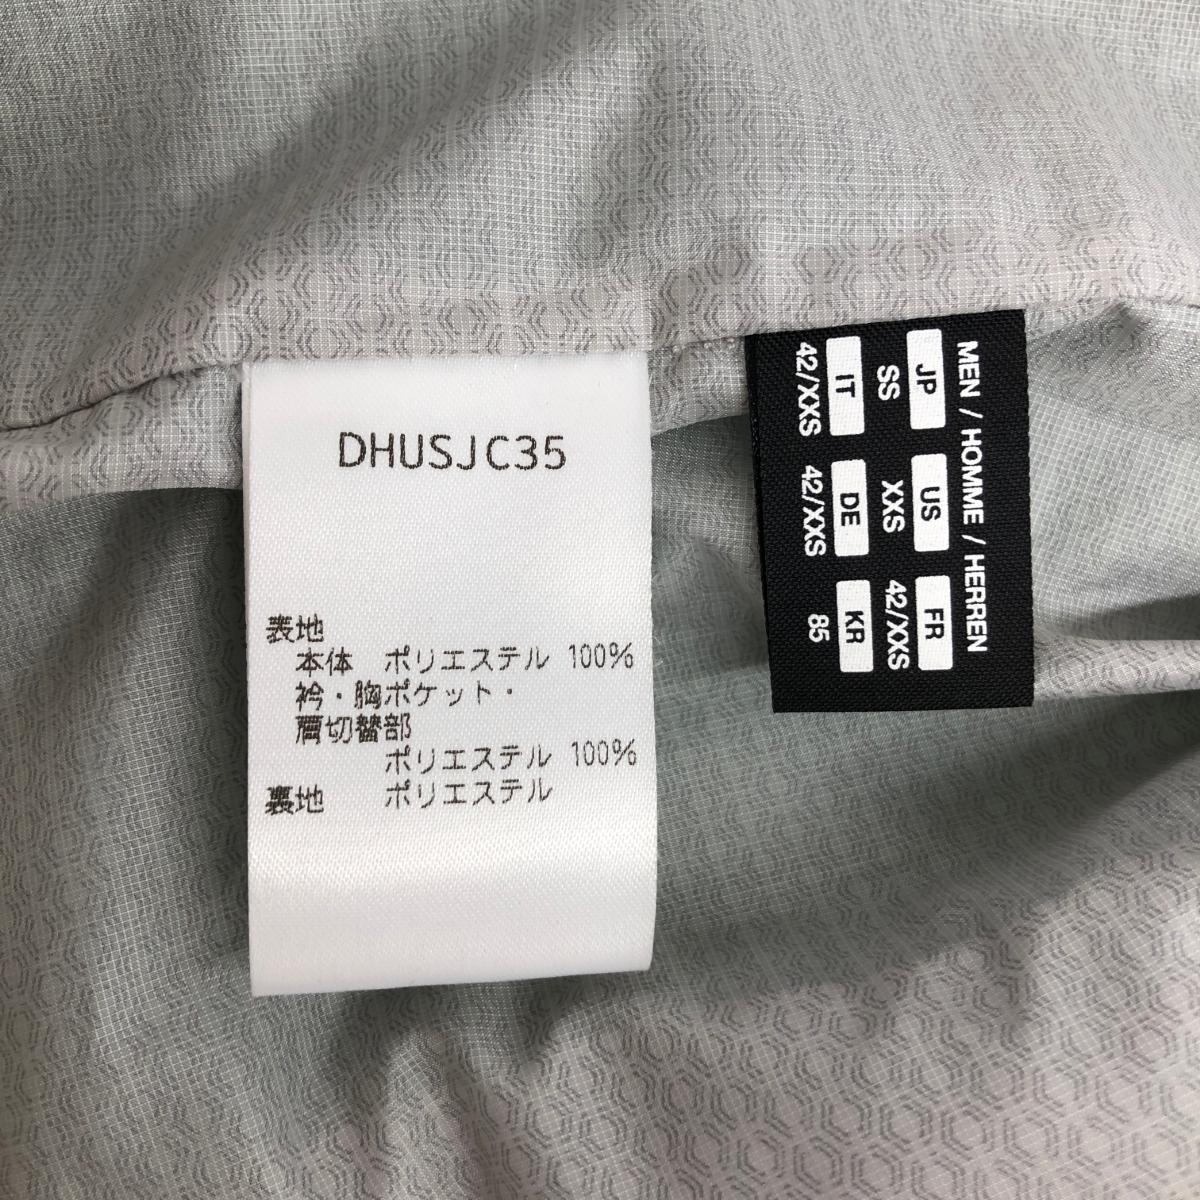 DHUSJC35
表地
本体 ポリエステル 100%
衿・胸ポケット・
肩切替部
ポリエステル 100%
裏地 ポリエステル
MEN / HOMME / HERREN
JP US FR
SS XXS 42/XXS
IT DE KR
42/XXS 42/XXS 85